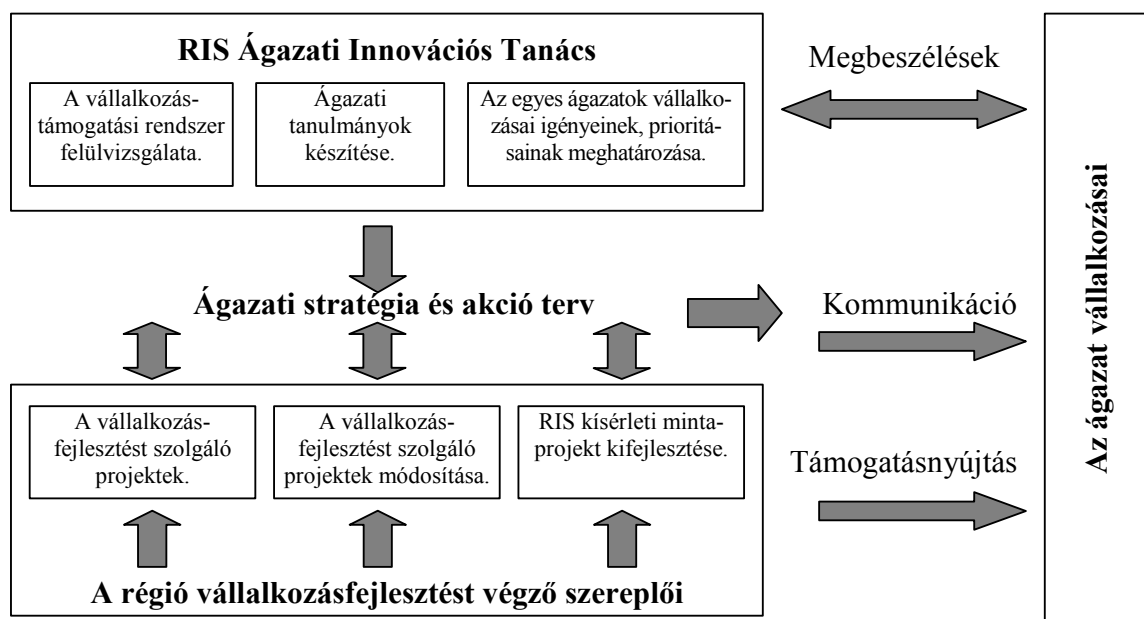 RIS Ágazati Innovációs Tanács
A vállalkozás-
támogatási rendszer
felülvizsgálata.
Ágazati
tanulmányok
készítése.
Az egyes ágazatok vállalko-
zásai igényeinek, prioritá-
sainak meghatározása.
Megbeszélések
Ágazati stratégia és akció terv
Kommunikáció
A vállalkozás-
fejlesztést szolgáló
projektek.
A vállalkozás-
fejlesztést szolgáló
projektek módosítása.
RIS kísérleti minta-
projekt kifejlesztése.
Támogatásnyújtás
A régió vállalkozásfejlesztést végző szereplői
Az ágazat vállalkozásai